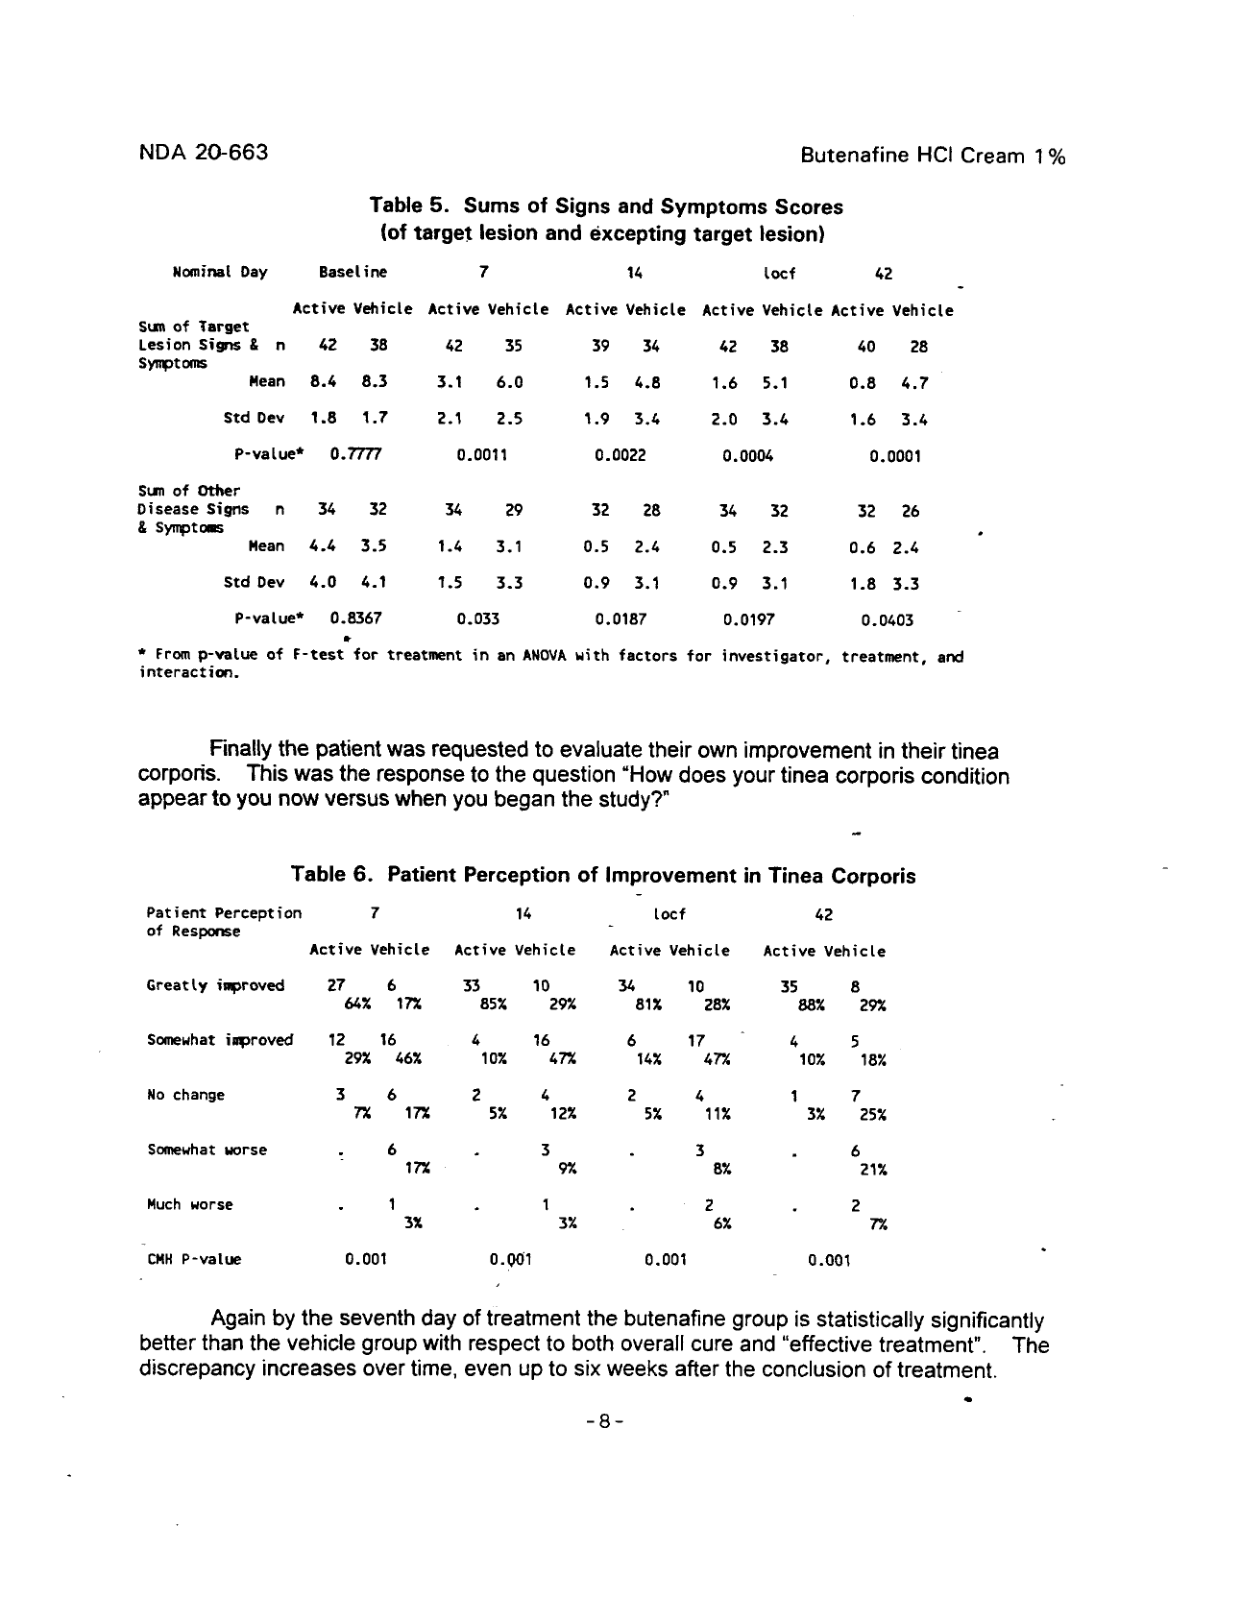 NDA 20-663 Butenafine HCl Cream 1%
Table 5. Sums of Signs and Symptoms Scores
(of target lesion and excepting target lesion)
Nominal Day Baseline 7 14 locf 42
Active Vehicle Active Vehicle Active Vehicle Active Vehicle Active Vehicle
Sum of Target
Lesion Signs & n 42 38 42 35 39 34 42 38 40 28
Symptoms
Mean 8.4 8.3 3.1 6.0 1.5 4.8 1.6 5.1 0.8 4.7
Std Dev 1.8 1.7 2.1 2.5 1.9 3.4 2.0 3.4 1.6 3.4
P-value* 0.7777 0.0011 0.0022 0.0004 0.0001
Sum of Other
Disease Signs n 34 32 34 29 32 28 34 32 32 26
& Symptoms
Mean 4.4 3.5 1.4 3.1 0.5 2.4 0.5 2.3 0.6 2.4
Std Dev 4.0 4.1 1.5 3.3 0.9 3.1 0.9 3.1 1.8 3.3
P-value* 0.8367 0.033 0.0187 0.0197 0.0403
* From p-value of F-test for treatment in an ANOVA with factors for investigator, treatment, and
interaction.
Finally the patient was requested to evaluate their own improvement in their tinea
corporis. This was the response to the question "How does your tinea corporis condition
appear to you now versus when you began the study?"
Table 6. Patient Perception of Improvement in Tinea Corporis
Patient Perception 7 14 locf 42
of Response
Active Vehicle Active Vehicle Active Vehicle Active Vehicle
Greatly improved 27 6 33 10 34 10 35 8
64% 17% 85% 29% 81% 28% 88% 29%
Somewhat improved 12 16 4 16 6 17 4 5
29% 46% 10% 47% 14% 47% 10% 18%
No change 3 6 2 4 2 4 1 7
7% 17% 5% 12% 5% 11% 3% 25%
Somewhat worse . 6 . 3 . 3 . 6
17% 9% 8% 21%
Much worse . 1 . 1 . 2 . 2
3% 3% 6% 7%
CMH P-value 0.001 0.001 0.001 0.001
Again by the seventh day of treatment the butenafine group is statistically significantly
better than the vehicle group with respect to both overall cure and "effective treatment". The
discrepancy increases over time, even up to six weeks after the conclusion of treatment.
- 8 -